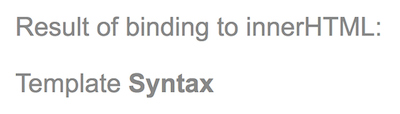 Result of binding to innerHTML:
Template Syntax